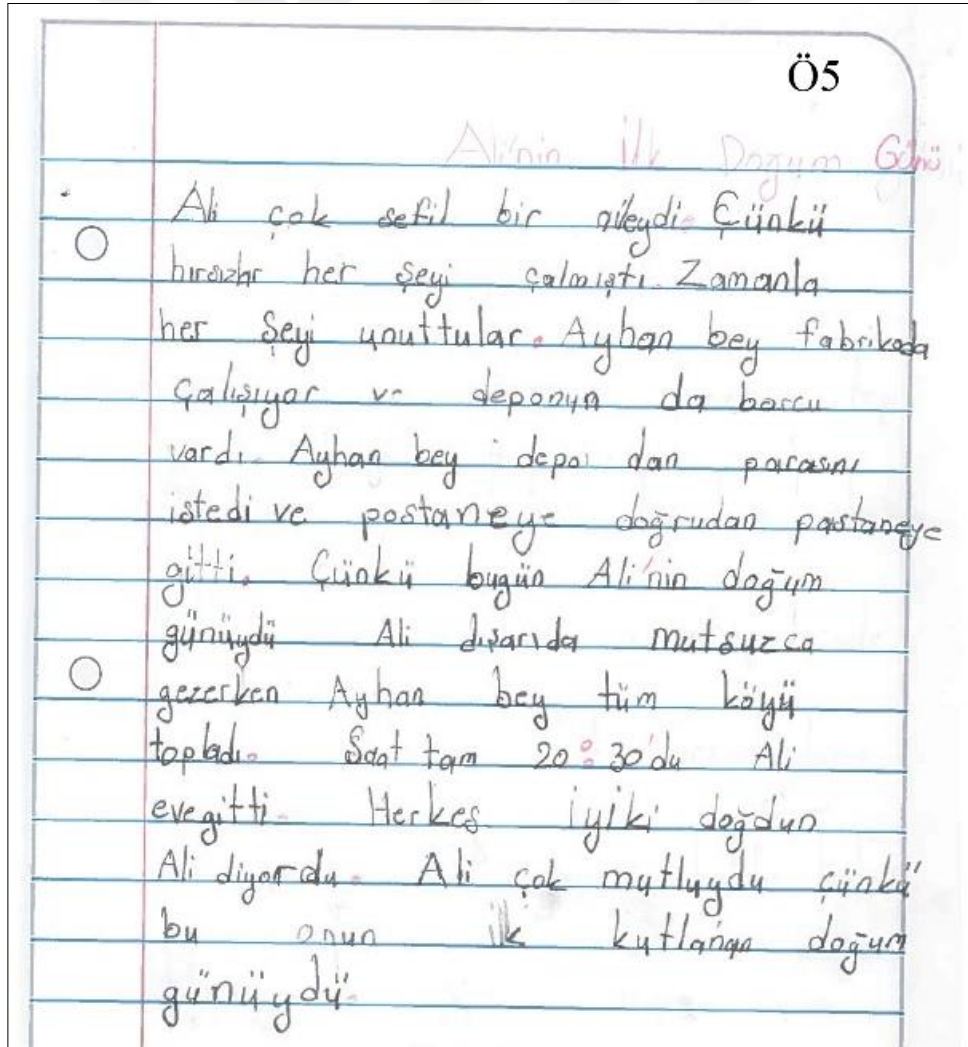 Ö5
Ali'nin İlk Doğum Günü
Ali çok sefil bir aileydi. Çünkü
hırsızlar her şeyi çalmıştı. Zamanla
her Şeyi unuttular. Ayhan bey fabrikada
Çalışıyor ve deponun da borcu
vardı. Ayhan bey depo dan parasını
istedi ve postaneye doğrudan pastaneye
gitti. Çünkü bugün Ali'nin doğum
günüydü Ali dışarıda mutsuzca
gezerken Ayhan bey tüm köyü
topladı. Saat tam 20:30'du Ali
eve gitti. Herkes İyiki doğdun
Ali diyordu. Ali çok mutluydu çünkü
bu onun ilk kutlanan doğum
günüydü.